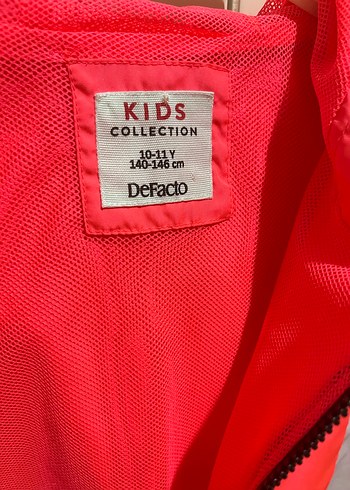 KIDS
COLLECTION
10-11 Y
140-146 cm
DeFacto